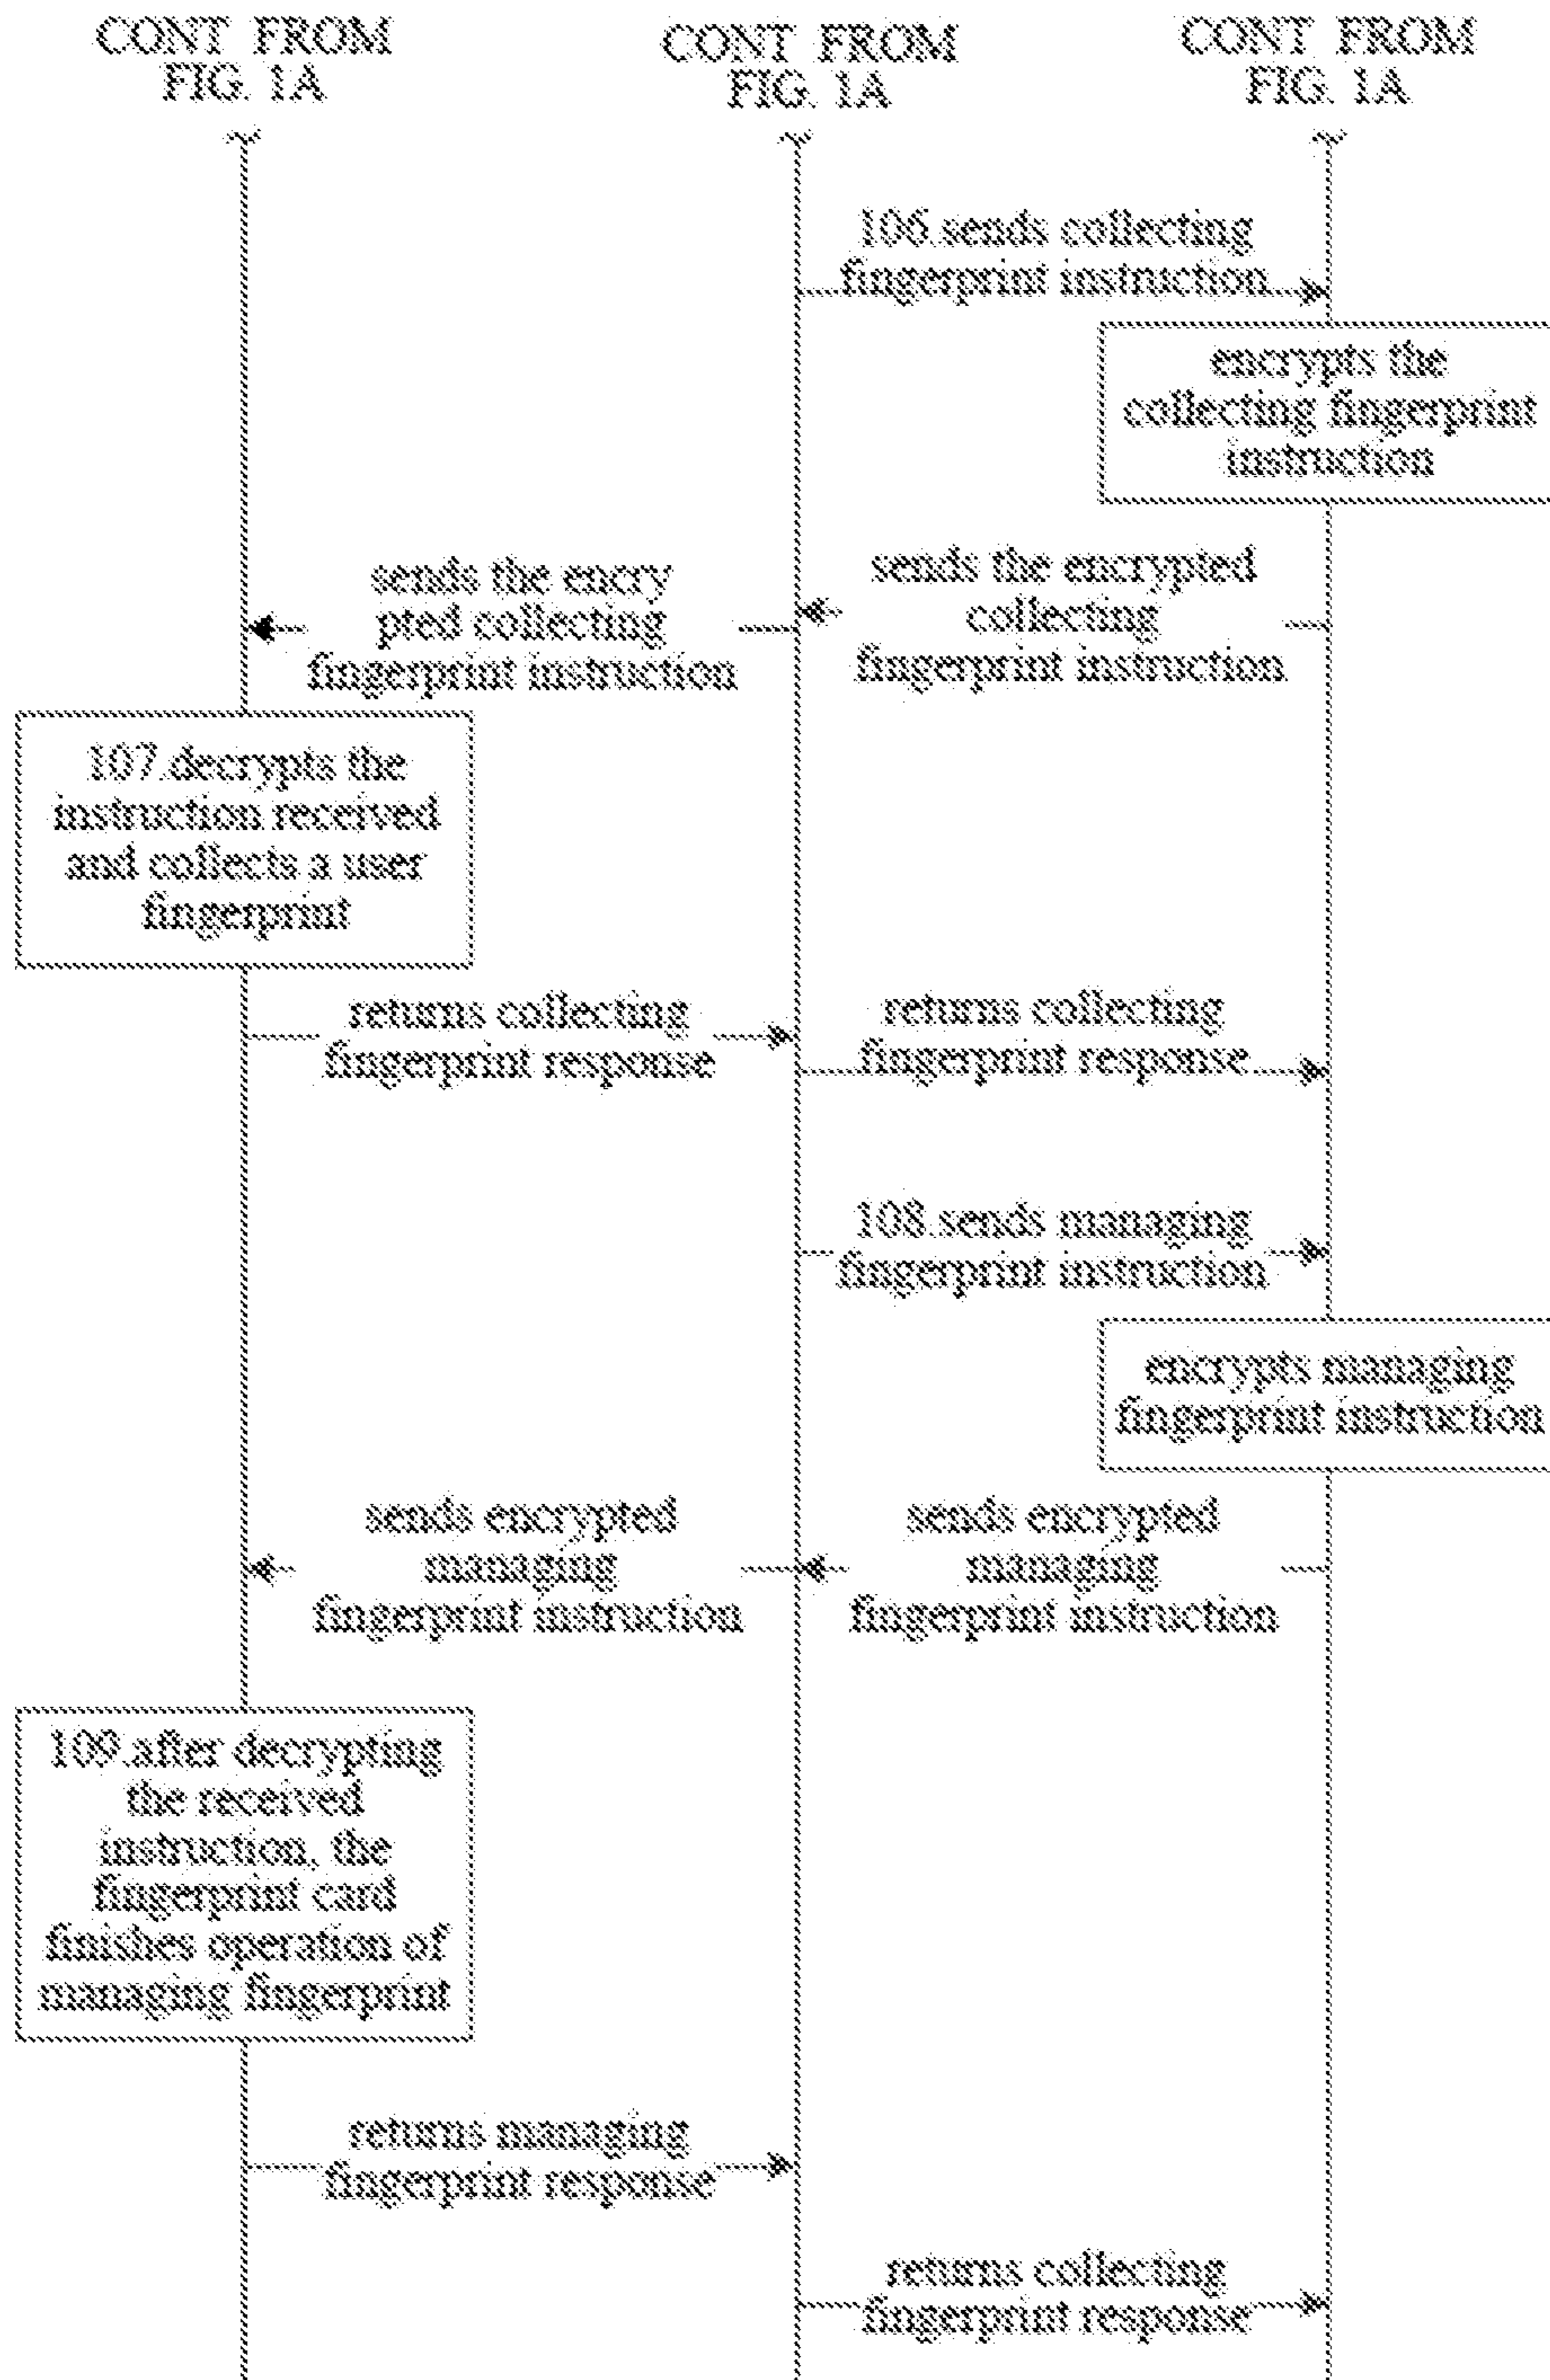 CONT FROM
FIG. 1A
CONT FROM
FIG. 1A
CONT FROM
FIG. 1A
106.sends collecting
fingerprint instruction
encrypts the
collecting fingerprint
instruction
sends the encrypted
collecting
fingerprint instruction
sends the encry
pted collecting
fingerprint instruction
107.decrypts the
instruction received
and collects a user
fingerprint
returns collecting
fingerprint response
returns collecting
fingerprint response
108.sends managing
fingerprint instruction
encrypts managing
fingerprint instruction
sends encrypted
managing
fingerprint instruction
sends encrypted
managing
fingerprint instruction
109.after decrypting
the received
instruction, the
fingerprint card
finishes operation of
managing fingerprint
returns managing
fingerprint response
returns collecting
fingerprint response